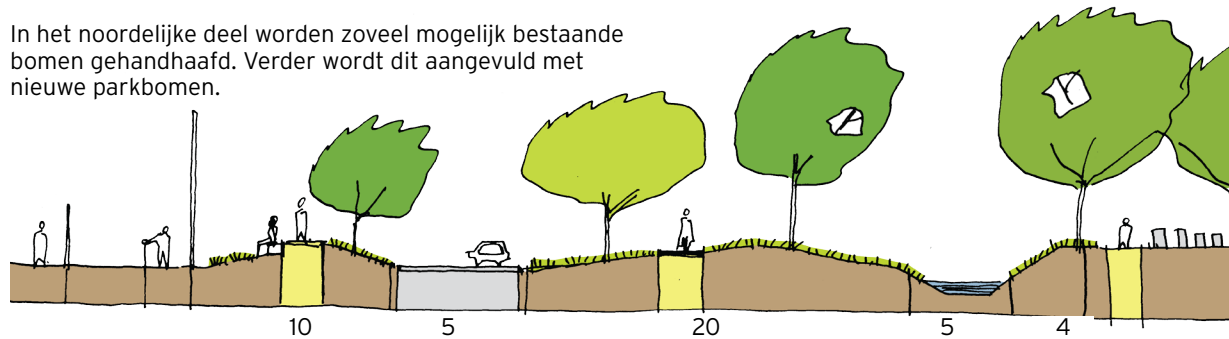 In het noordelijke deel worden zoveel mogelijk bestaande
bomen gehandhaafd. Verder wordt dit aangevuld met
nieuwe parkbomen.
10 5 20 5 4